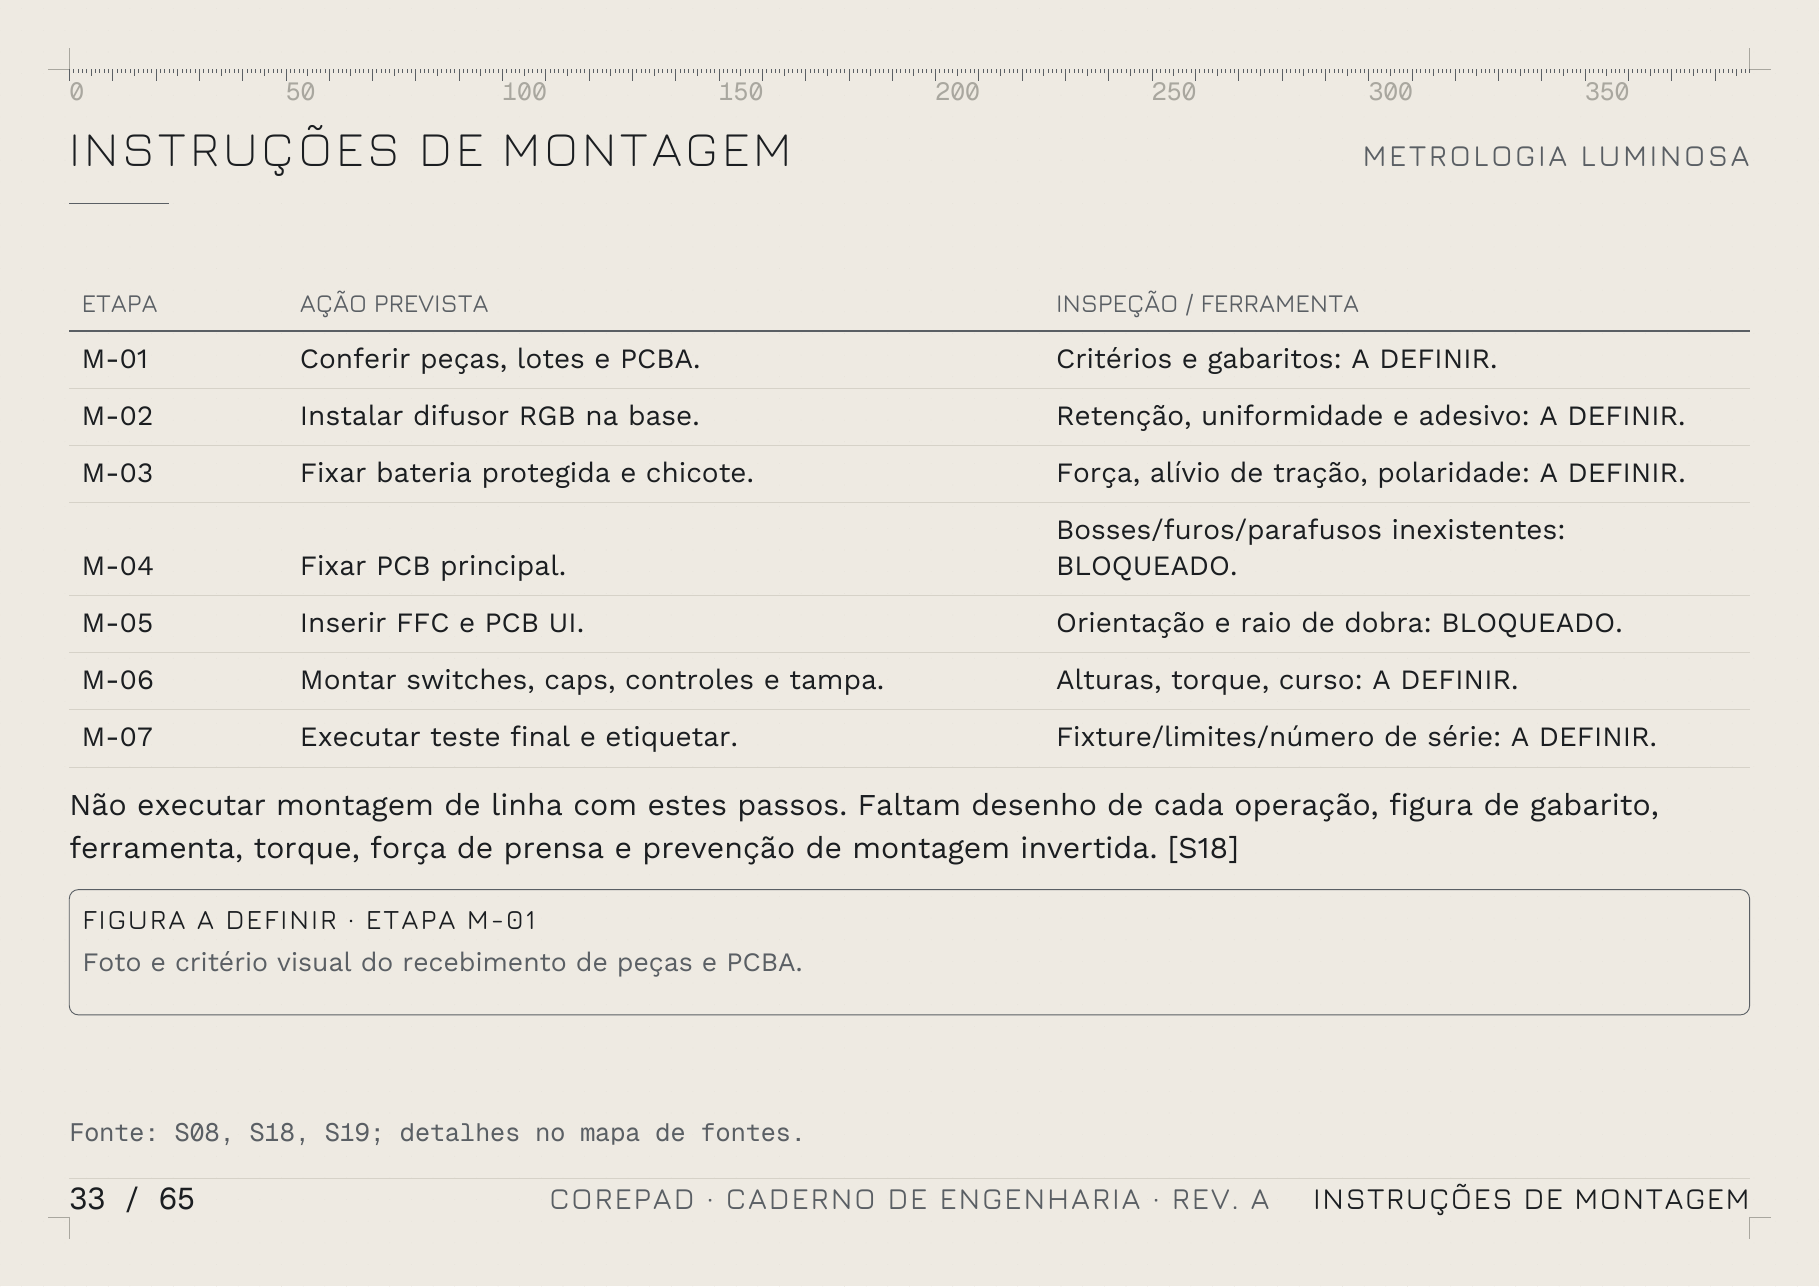 0 50 100 150 200 250 300 350
INSTRUÇÕES DE MONTAGEM
METROLOGIA LUMINOSA
ETAPA AÇÃO PREVISTA INSPEÇÃO / FERRAMENTA
M-01 Conferir peças, lotes e PCBA. Critérios e gabaritos: A DEFINIR.
M-02 Instalar difusor RGB na base. Retenção, uniformidade e adesivo: A DEFINIR.
M-03 Fixar bateria protegida e chicote. Força, alívio de tração, polaridade: A DEFINIR.
M-04 Fixar PCB principal. Bosses/furos/parafusos inexistentes:
BLOQUEADO.
M-05 Inserir FFC e PCB UI. Orientação e raio de dobra: BLOQUEADO.
M-06 Montar switches, caps, controles e tampa. Alturas, torque, curso: A DEFINIR.
M-07 Executar teste final e etiquetar. Fixture/limites/número de série: A DEFINIR.
Não executar montagem de linha com estes passos. Faltam desenho de cada operação, figura de gabarito,
ferramenta, torque, força de prensa e prevenção de montagem invertida. [S18]
FIGURA A DEFINIR · ETAPA M-01
Foto e critério visual do recebimento de peças e PCBA.
Fonte: S08, S18, S19; detalhes no mapa de fontes.
33 / 65 COREPAD · CADERNO DE ENGENHARIA · REV. A INSTRUÇÕES DE MONTAGEM